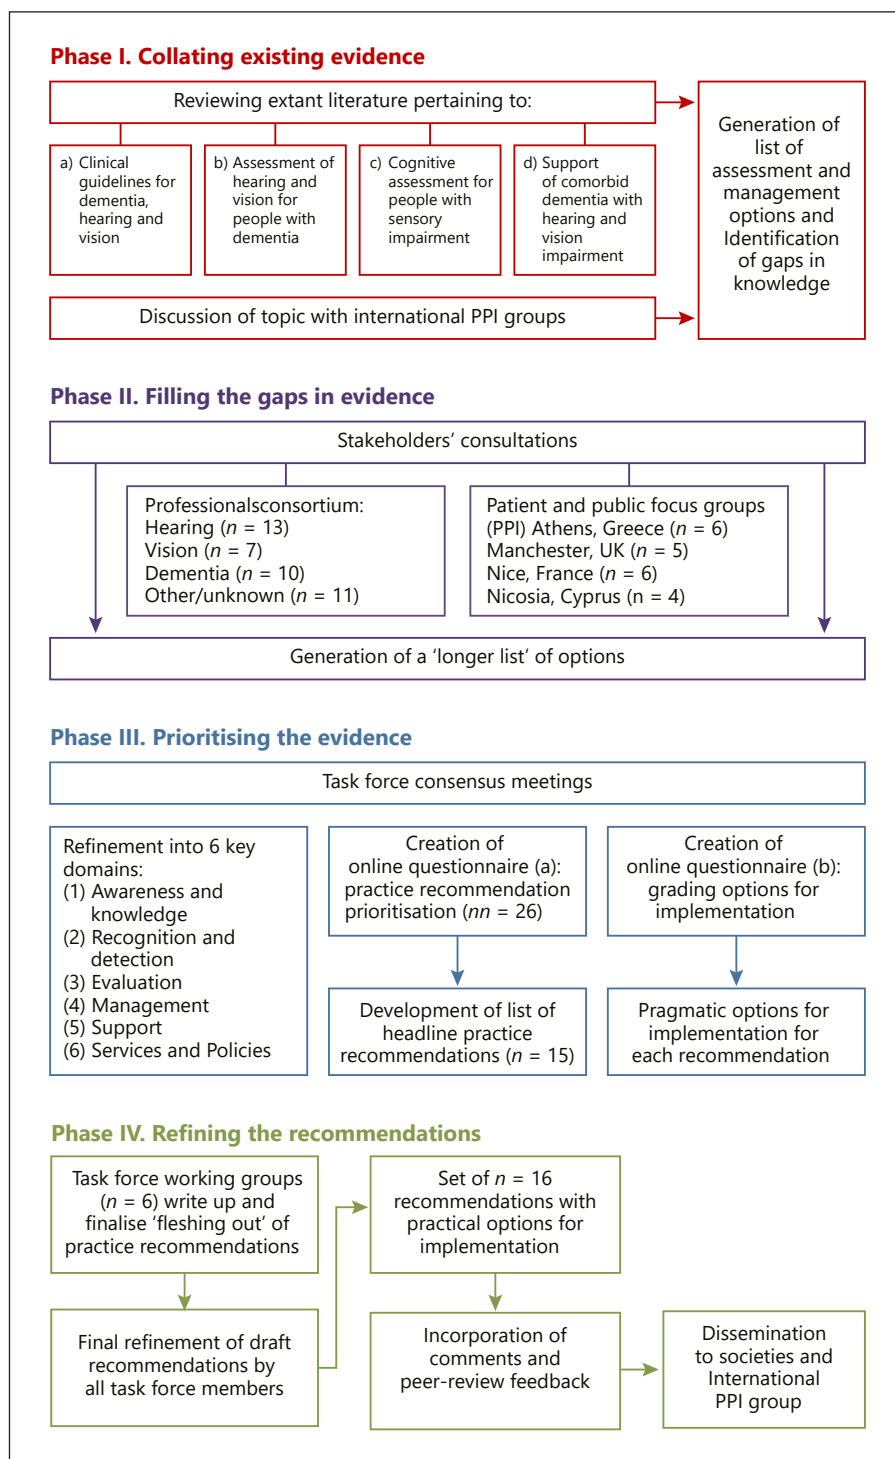 Phase I. Collating existing evidence
Reviewing extant literature pertaining to:
a) Clinical
guidelines for
dementia,
hearing and
vision
b) Assessment of
hearing and
vision for
people with
dementia
c) Cognitive
assessment for
people with
sensory
impairment
d) Support
of comorbid
dementia with
hearing and
vision
impairment
Discussion of topic with international PPI groups
Generation of
list of
assessment and
management
options and
Identification
of gaps in
knowledge
Phase II. Filling the gaps in evidence
Stakeholders' consultations
Professionalsconsortium:
Hearing (n = 13)
Vision (n = 7)
Dementia (n = 10)
Other/unknown (n = 11)
Patient and public focus groups
(PPI) Athens, Greece (n = 6)
Manchester, UK (n = 5)
Nice, France (n = 6)
Nicosia, Cyprus (n = 4)
Generation of a 'longer list' of options
Phase III. Prioritising the evidence
Task force consensus meetings
Refinement into 6 key
domains:
(1) Awareness and
knowledge
(2) Recognition and
detection
(3) Evaluation
(4) Management
(5) Support
(6) Services and Policies
Creation of
online questionnaire (a):
practice recommendation
prioritisation (nn = 26)
Development of list of
headline practice
recommendations (n = 15)
Creation of
online questionnaire (b):
grading options for
implementation
Pragmatic options for
implementation for
each recommendation
Phase IV. Refining the recommendations
Task force working groups
(n = 6) write up and
finalise 'fleshing out' of
practice recommendations
Final refinement of draft
recommendations by
all task force members
Set of n = 16
recommendations with
practical options for
implementation
Incorporation of
comments and
peer-review feedback
Dissemination
to societies and
International
PPI group